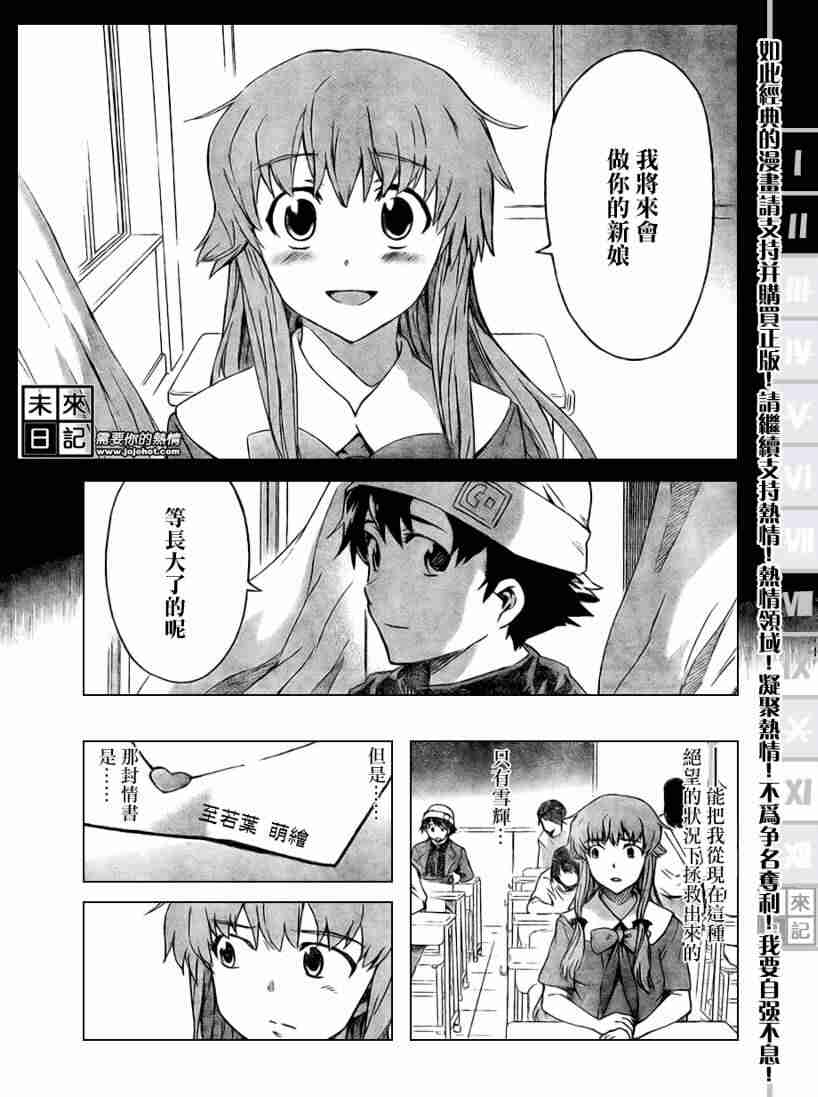 我將來會
做你的新娘
未來
日記
需要你的熱情
www.jojohot.com
等長大了的呢
能把我從現在這種
絕望的狀況下拯救出來的
只有雪輝…
但是……
那封情書
是……
至若葉 萌繪
如此經典的漫畫請支持并購買正版！請繼續支持熱情！熱情領域！凝聚熱情！不爲争名奪利！我要自强不息！
I
II
III
IV
V
VI
VII
VIII
IX
X
XI
XII
來
記